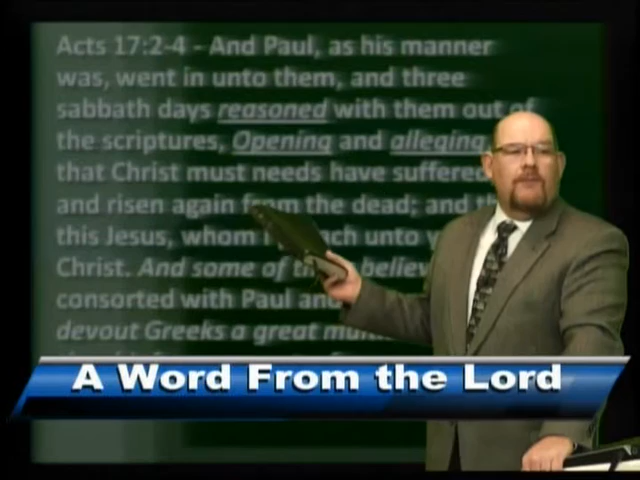 Acts 17:2-4 - And Paul, as his manner
was, went in unto them, and three
sabbath days reasoned with them out of
the scriptures, Opening and alleging,
that Christ must needs have suffered
and risen again from the dead; and
this Jesus, whom unto
Christ. And some of
consorted with Paul and
devout Greeks a great
A Word From the Lord